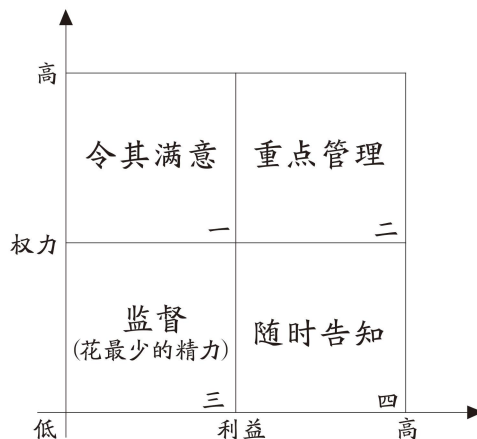 高
令其满意
重点管理
一
二
权力
监督
(花最少的精力)
随时告知
三
四
低
利益
高